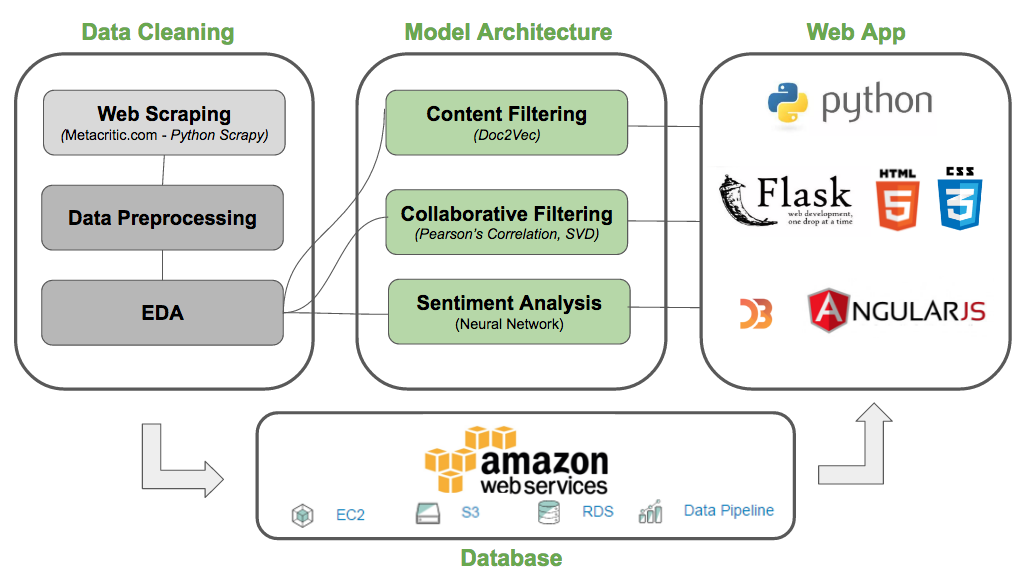 Data Cleaning
Model Architecture
Web App
Web Scraping
(Metacritic.com - Python Scrapy)
Data Preprocessing
EDA
Content Filtering
(Doc2Vec)
Collaborative Filtering
(Pearson's Correlation, SVD)
Sentiment Analysis
(Neural Network)
python
Flask
web development,
one drop at a time
HTML
5
CSS
3
D3
ANGULARJS
amazon
webservices
EC2
S3
RDS
Data Pipeline
Database